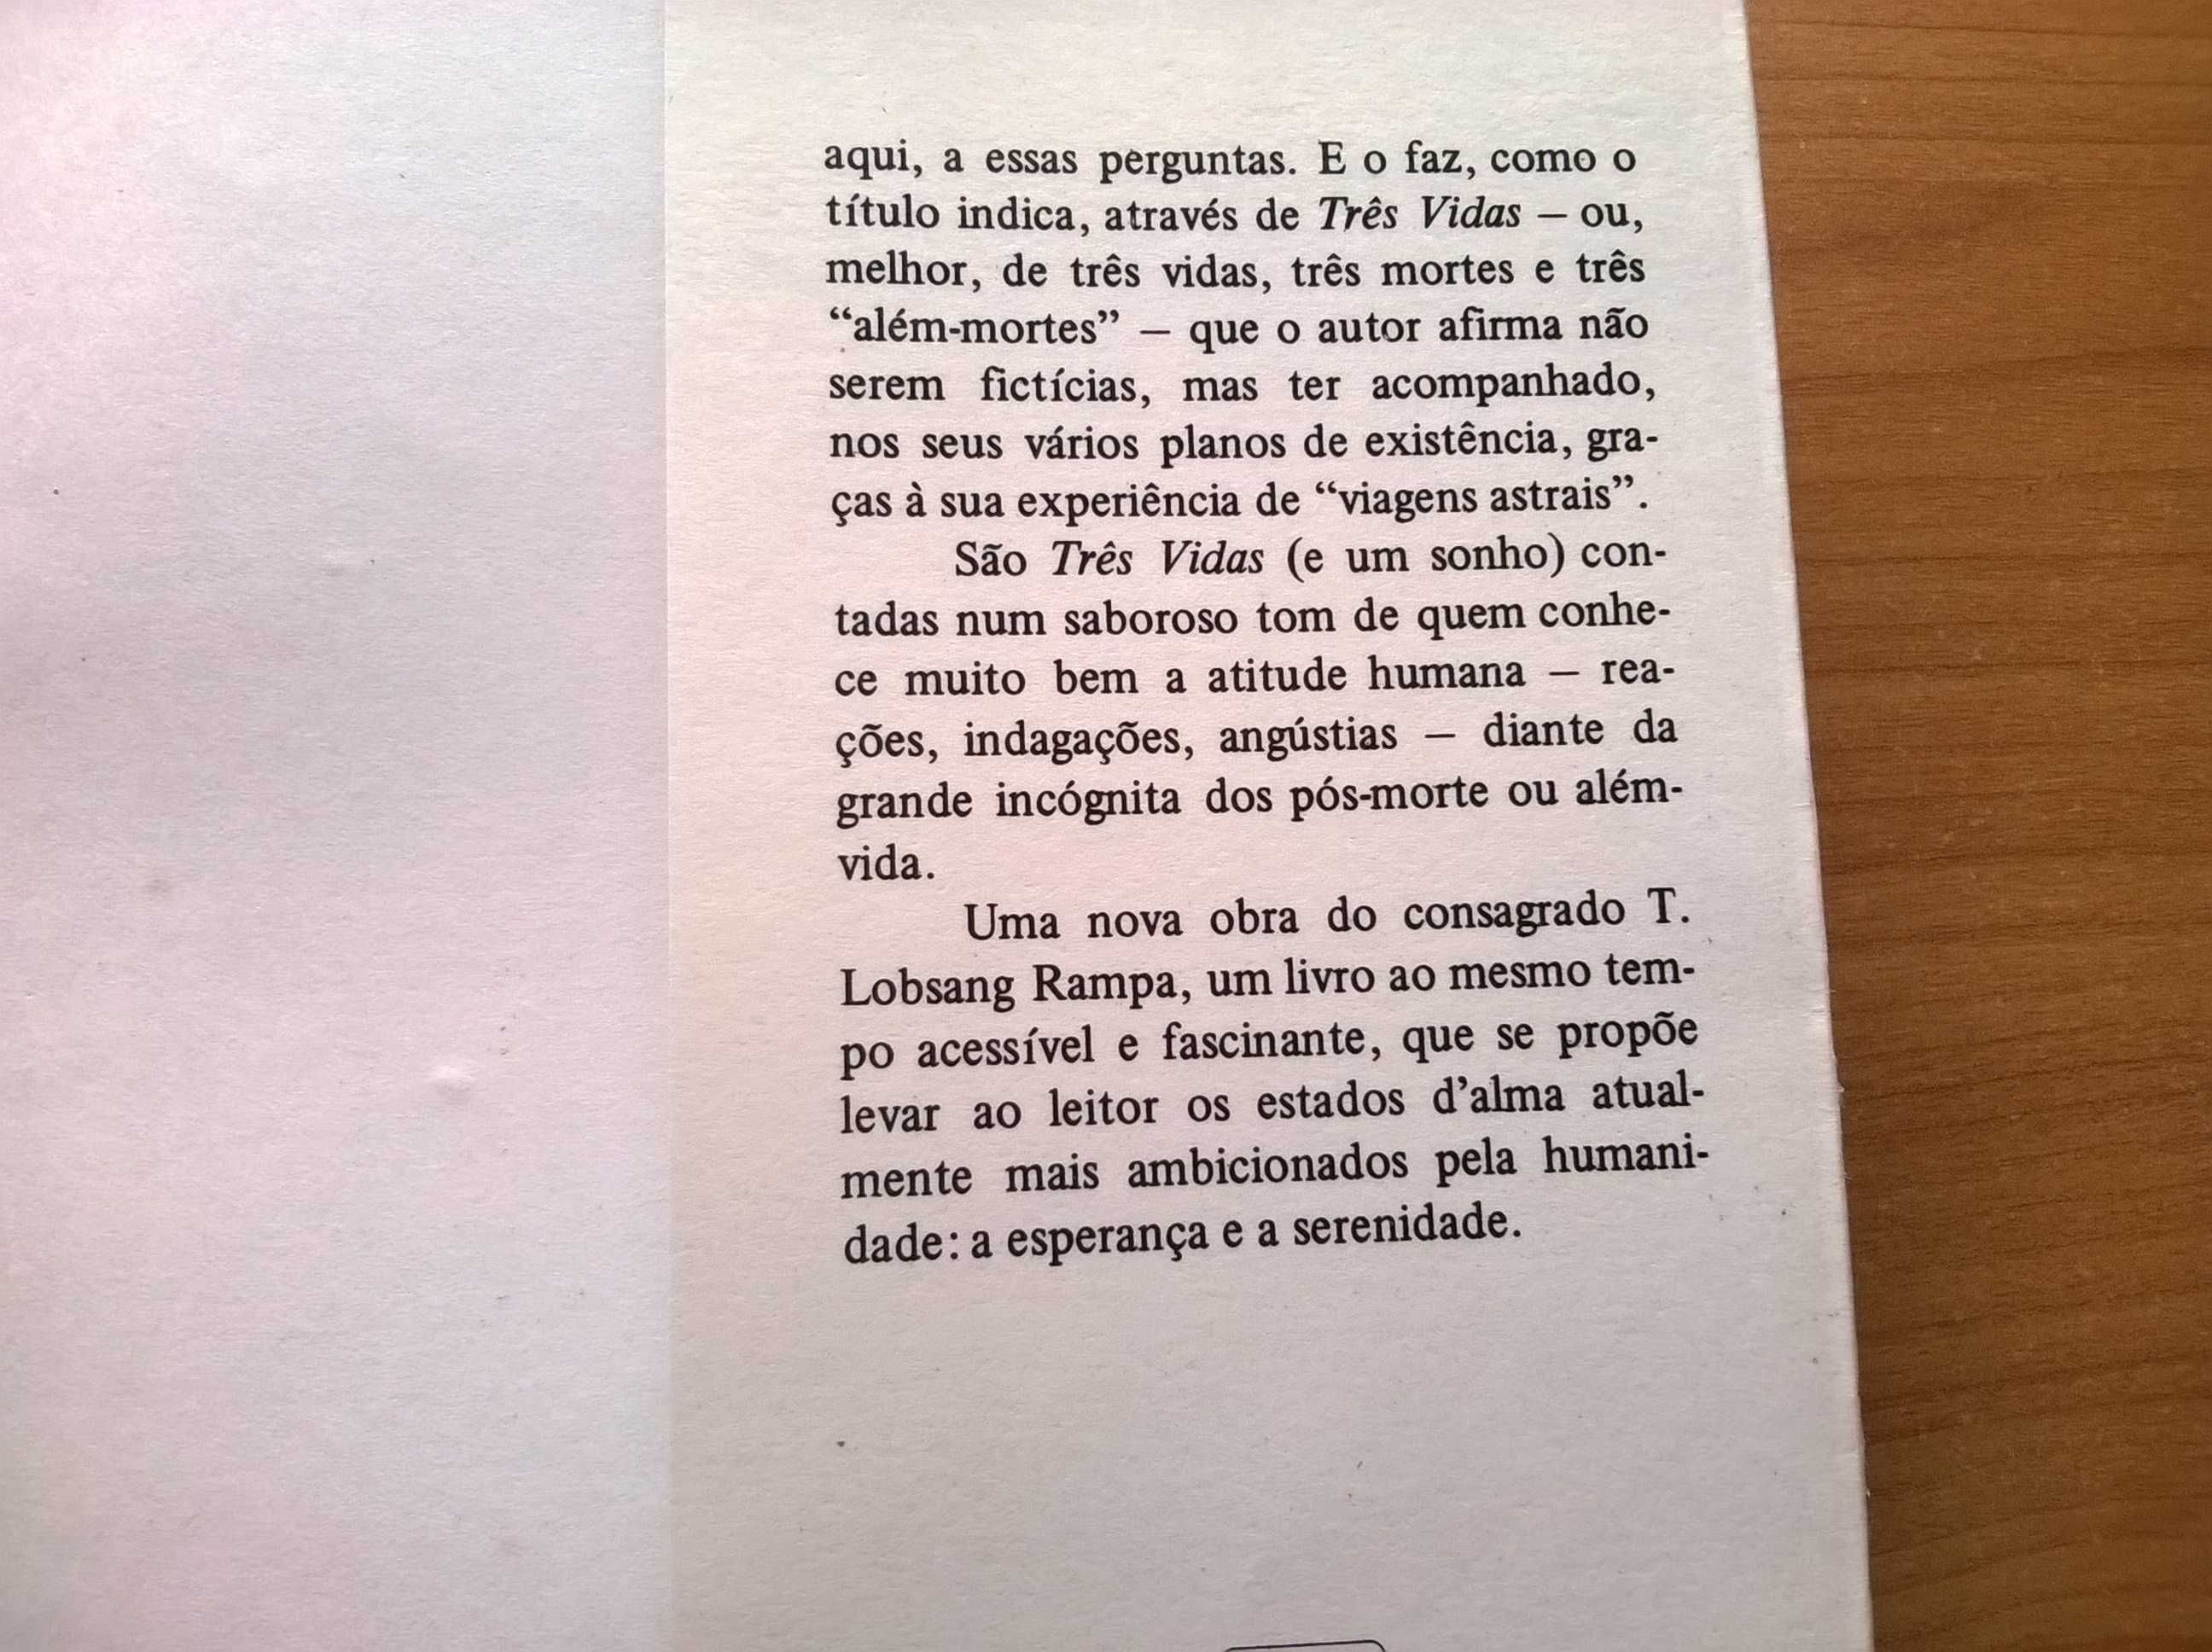 aqui, a essas perguntas. E o faz, como o
título indica, através de Três Vidas — ou,
melhor, de três vidas, três mortes e três
“além-mortes” — que o autor afirma não
serem fictícias, mas ter acompanhado,
nos seus vários planos de existência, gra-
ças à sua experiência de “viagens astrais”.
São Três Vidas (e um sonho) con-
tadas num saboroso tom de quem conhe-
ce muito bem a atitude humana — rea-
ções, indagações, angústias — diante da
grande incógnita dos pós-morte ou além-
vida.
Uma nova obra do consagrado T.
Lobsang Rampa, um livro ao mesmo tem-
po acessível e fascinante, que se propõe
levar ao leitor os estados d’alma atual-
mente mais ambicionados pela humani-
dade: a esperança e a serenidade.